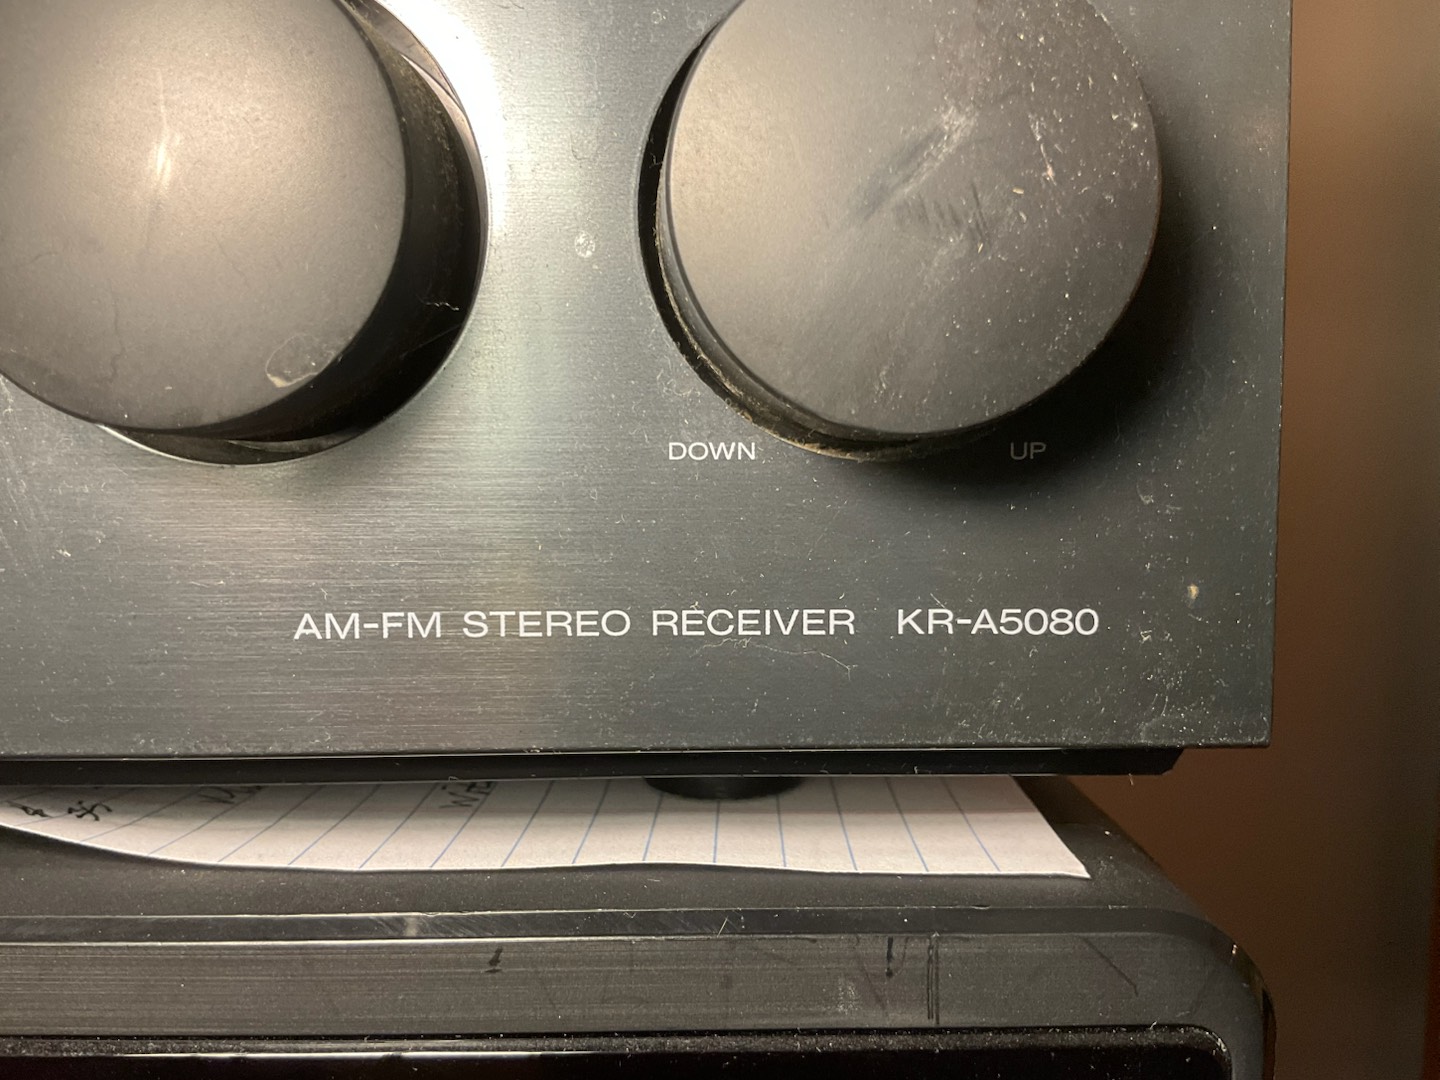 DOWN UP
AM-FM STEREO RECEIVER KR-A5080